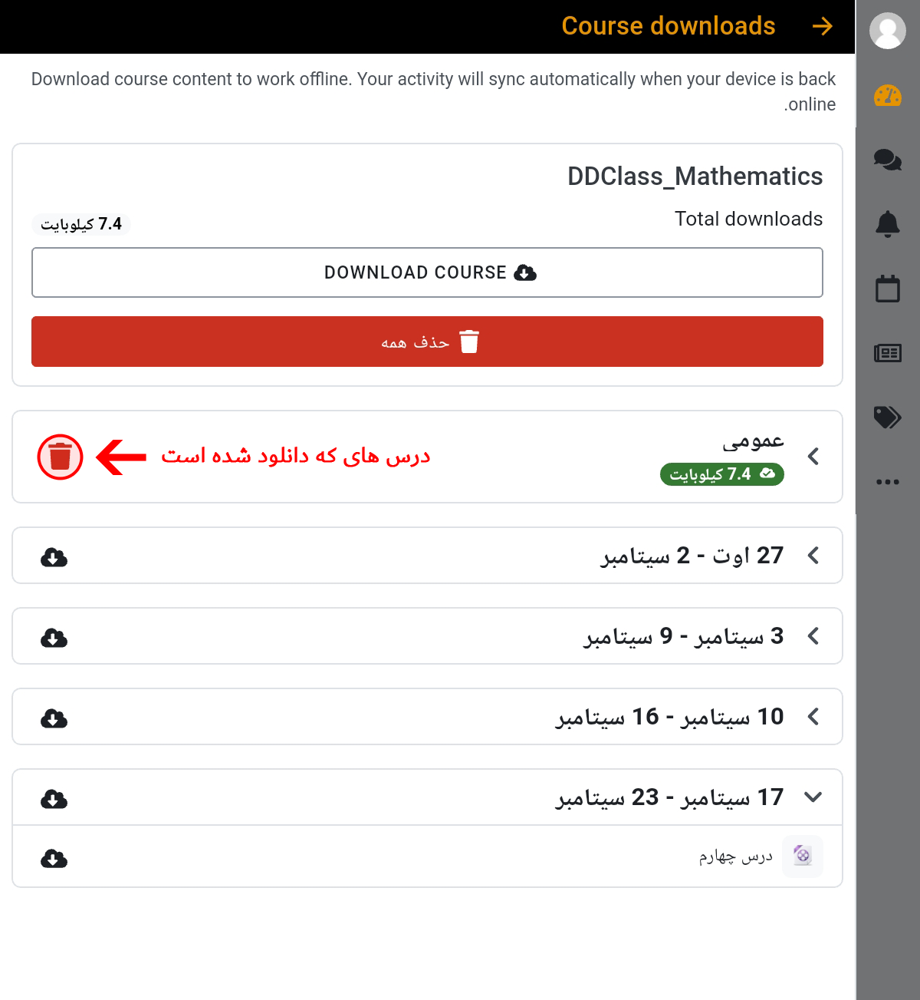 Course downloads
Download course content to work offline. Your activity will sync automatically when your device is back
online.
DDClass_Mathematics
Total downloads
7.4 کیلوبایت
DOWNLOAD COURSE
حذف همه
عمومی
7.4 کیلوبایت
درس های که دانلود شده است
27 اوت - 2 سپتامبر
3 سپتامبر - 9 سپتامبر
10 سپتامبر - 16 سپتامبر
17 سپتامبر - 23 سپتامبر
درس چهارم